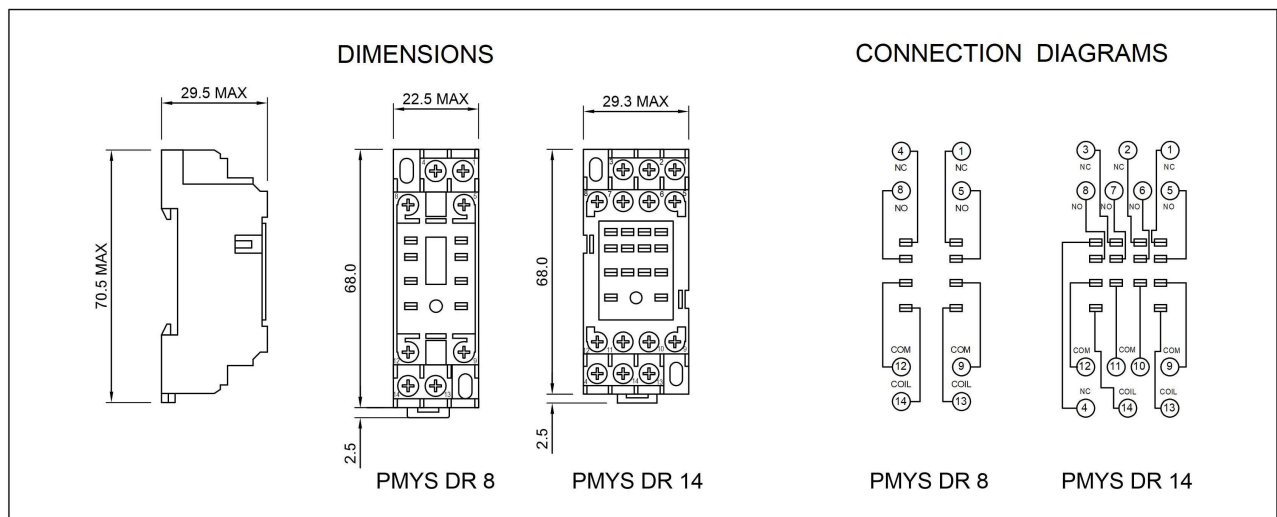 DIMENSIONS
CONNECTION DIAGRAMS
29.5 MAX
22.5 MAX
29.3 MAX
70.5 MAX
68.0
2.5
68.0
2.5
PMYS DR 8
PMYS DR 14
4
1
NC
NC
8
5
NO
NO
COM
COM
12
9
COIL
COIL
14
13
PMYS DR 8
3
2
1
NC
NC
NC
8
7
6
5
NO
NO
NO
NO
COM
COM
COM
12
11
10
9
NC
COIL
COIL
4
14
13
PMYS DR 14